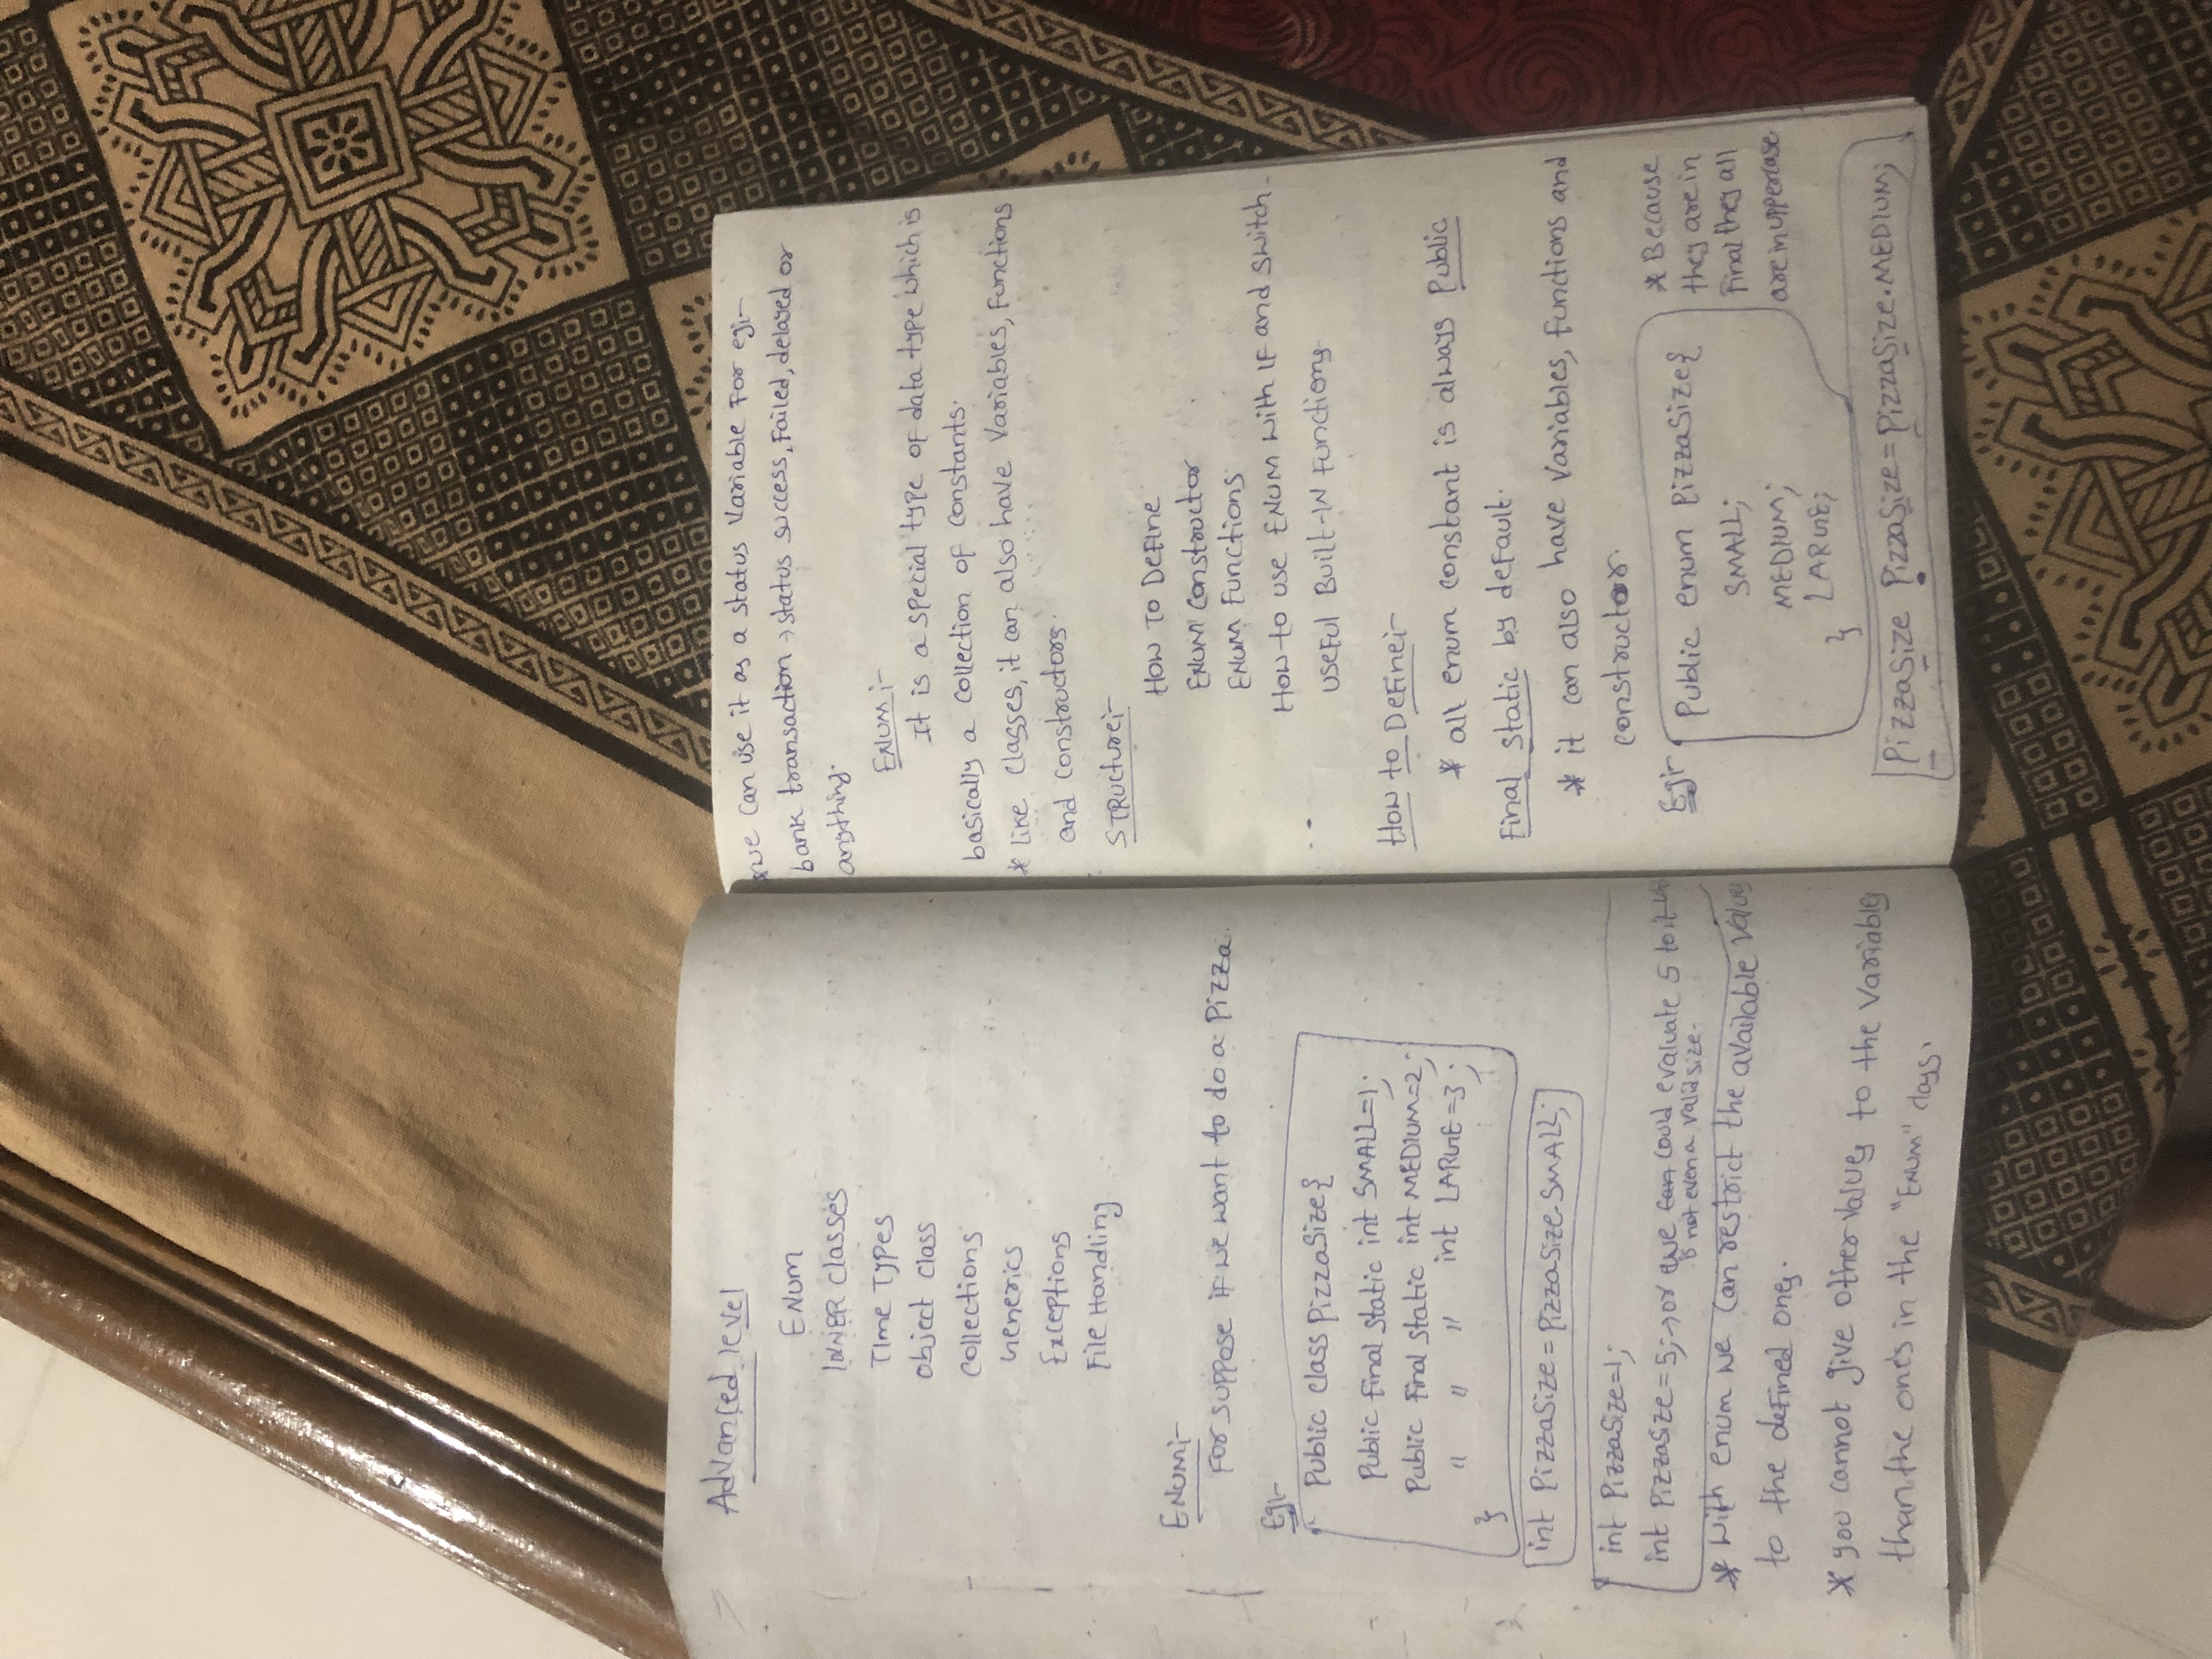 Advanced level
ENUM
INNER classes
Time Types
object class
collections
Generics
Exceptions
File Handling
ENUM:-
For suppose if we want to do a Pizza.
Eg:-
Public class PizzaSize{
Public final static int SMALL=1;
Public final static int MEDIUM=2;
" " " int LARGE=3;
}
int PizzaSize = PizzaSize.SMALL;
int PizzaSize=1;
int PizzaSize=5; → or we can could evaluate 5 to it
is not even a valid size.
* With enum we can restrict the available values
to the defined ones.
* you cannot give other values to the variables
than the one's in the "ENUM" class.
we can use it as a status variable For eg:-
bank transaction → status success, Failed, delayed or
anything.
ENUM:-
It is a special type of data type which is
basically a collection of constants.
* like classes, it can also have variables, Functions
and constructors.
STRUcture:-
How To Define
ENUM constructor
ENUM Functions
How to use ENUM with IF and switch.
useful Built-IN Functions
How to Define:-
* all enum constant is always Public
Final static by default.
* it can also have variables, functions and
constructor.
Eg:-
Public enum PizzaSize{
SMALL;
MEDIUM;
LARGE;
}
* Because
they are in
Final they all
are in uppercase
PizzaSize PizzaSize = PizzaSize.MEDIUM;